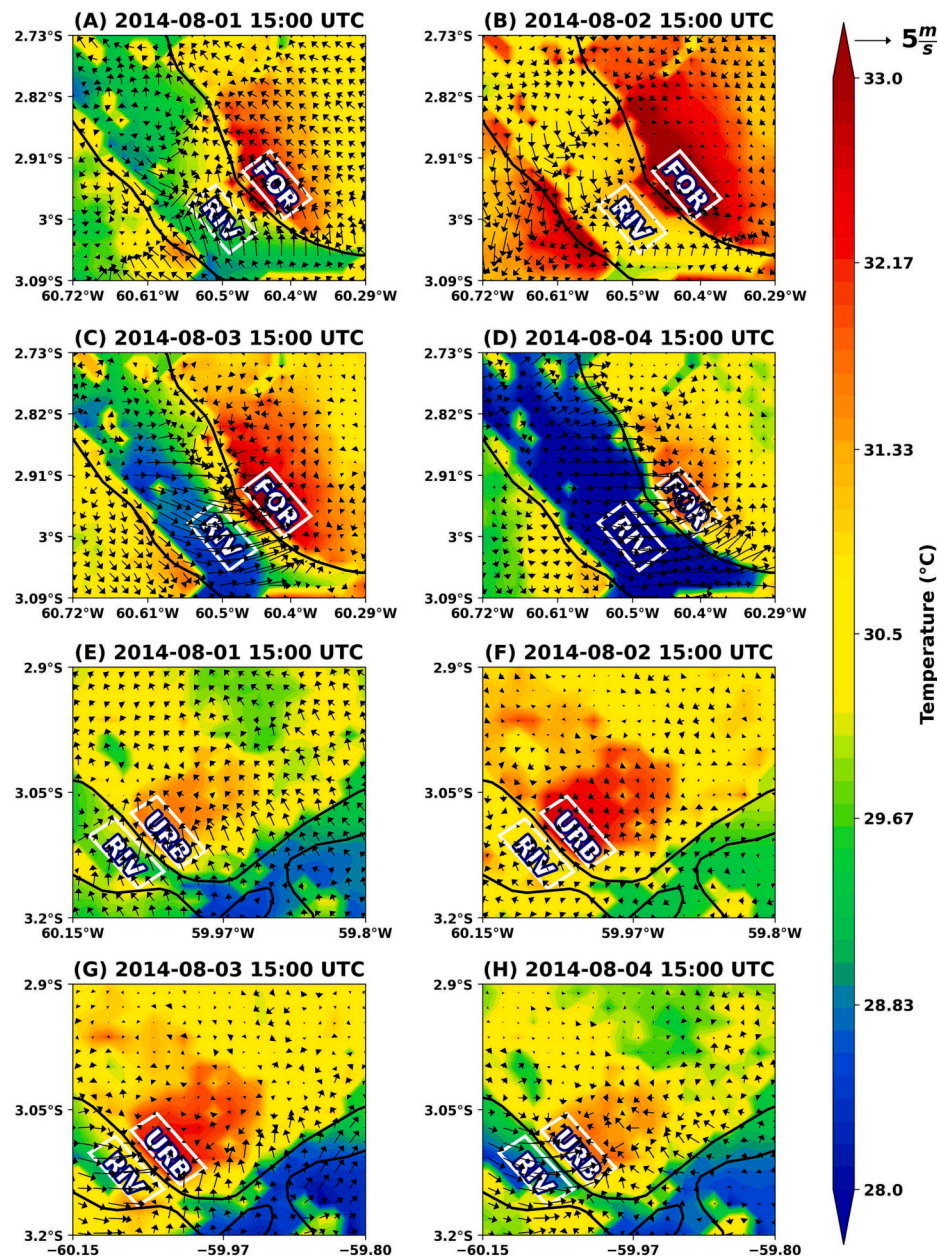 (A) 2014-08-01 15:00 UTC
2.73°S
2.82°S
2.91°S
3°S
3.09°S
60.72°W 60.61°W 60.5°W 60.4°W 60.29°W
FOR
RIV
(B) 2014-08-02 15:00 UTC
2.73°S
2.82°S
2.91°S
3°S
3.09°S
60.72°W 60.61°W 60.5°W 60.4°W 60.29°W
FOR
RIV
(C) 2014-08-03 15:00 UTC
2.73°S
2.82°S
2.91°S
3°S
3.09°S
60.72°W 60.61°W 60.5°W 60.4°W 60.29°W
FOR
RIV
(D) 2014-08-04 15:00 UTC
2.73°S
2.82°S
2.91°S
3°S
3.09°S
60.72°W 60.61°W 60.5°W 60.4°W 60.29°W
FOR
RIV
(E) 2014-08-01 15:00 UTC
2.9°S
3.05°S
3.2°S
60.15°W 59.97°W 59.8°W
URB
RIV
(F) 2014-08-02 15:00 UTC
2.9°S
3.05°S
3.2°S
60.15°W 59.97°W 59.8°W
URB
RIV
(G) 2014-08-03 15:00 UTC
2.9°S
3.05°S
3.2°S
−60.15 −59.97 −59.80
URB
RIV
(H) 2014-08-04 15:00 UTC
2.9°S
3.05°S
3.2°S
−60.15 −59.97 −59.80
URB
RIV
5 m/s
33.0
32.17
31.33
30.5
29.67
28.83
28.0
Temperature (°C)